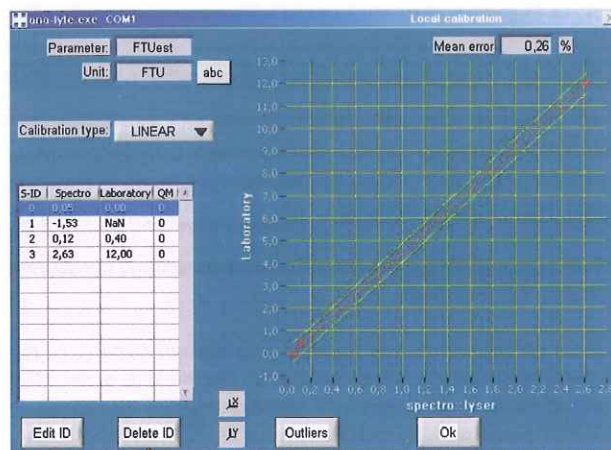 ana-lyte.exe COM1
Local calibration
Parameter: FTUest
Mean error 0,26 %
Unit: FTU abc
Calibration type: LINEAR
S-ID Spectro Laboratory QM
0 0,05 0,00 0
1 -1,53 NaN 0
2 0,12 0,40 0
3 2,63 12,00 0
Laboratory
13,0
12,0
11,0
10,0
9,0
8,0
7,0
6,0
5,0
4,0
3,0
2,0
1,0
0,0
-1,0
0,0 0,2 0,4 0,6 0,8 1,0 1,2 1,4 1,6 1,8 2,0 2,2 2,4 2,6 2,8
spectro::lyser
X
Y
Edit ID Delete ID Outliers Ok